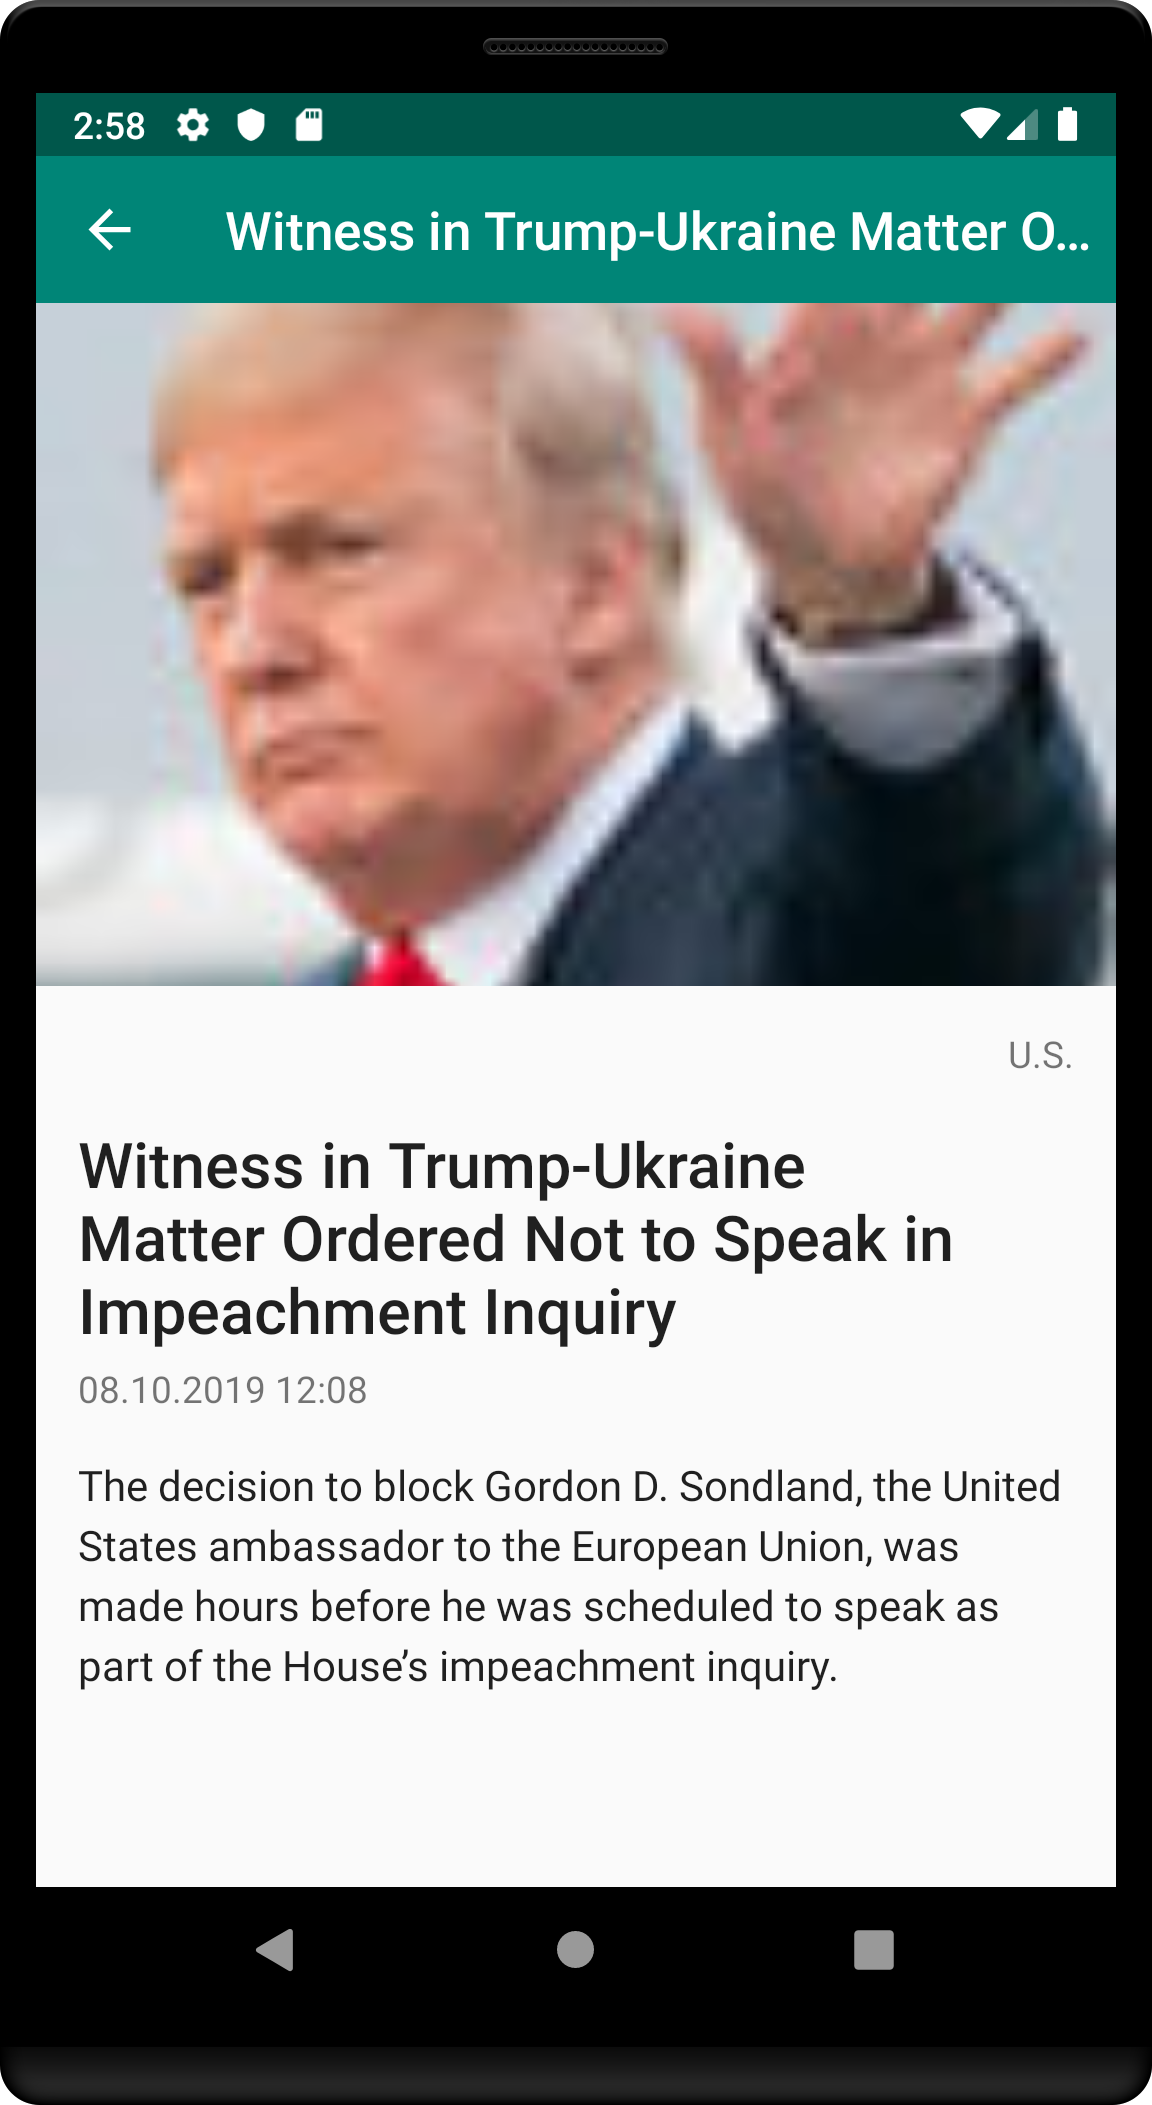 2:58
Witness in Trump-Ukraine Matter O...
U.S.
Witness in Trump-Ukraine
Matter Ordered Not to Speak in
Impeachment Inquiry
08.10.2019 12:08
The decision to block Gordon D. Sondland, the United
States ambassador to the European Union, was
made hours before he was scheduled to speak as
part of the House’s impeachment inquiry.